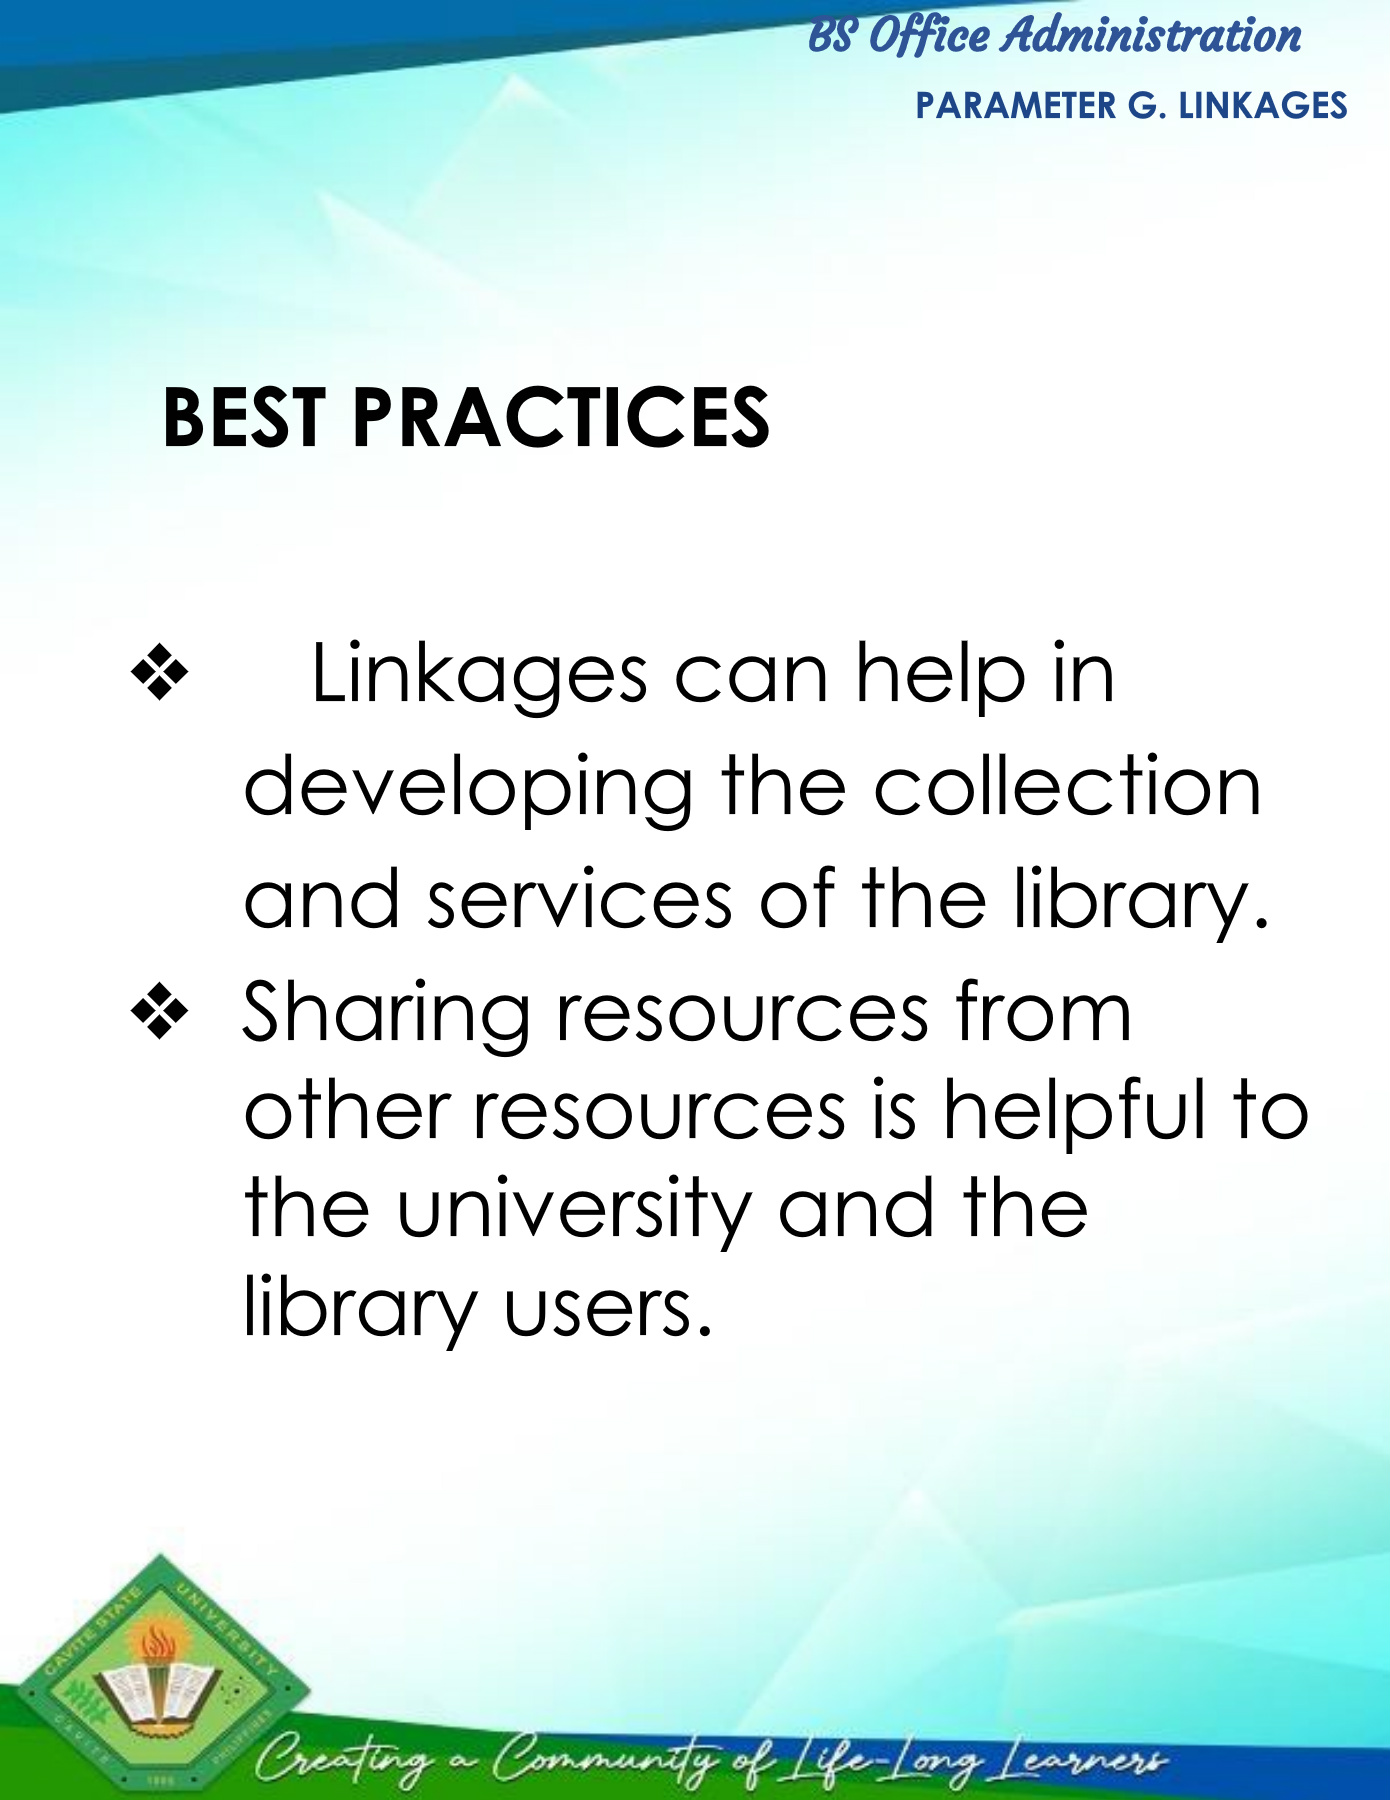 BS Office Administration
PARAMETER G. LINKAGES
BEST PRACTICES
❖ Linkages can help in
developing the collection
and services of the library.
❖ Sharing resources from
other resources is helpful to
the university and the
library users.
CAVITE STATE UNIVERSITY
CAVITE
PHILIPPINES
1906
Creating a Community of Life-Long Learners